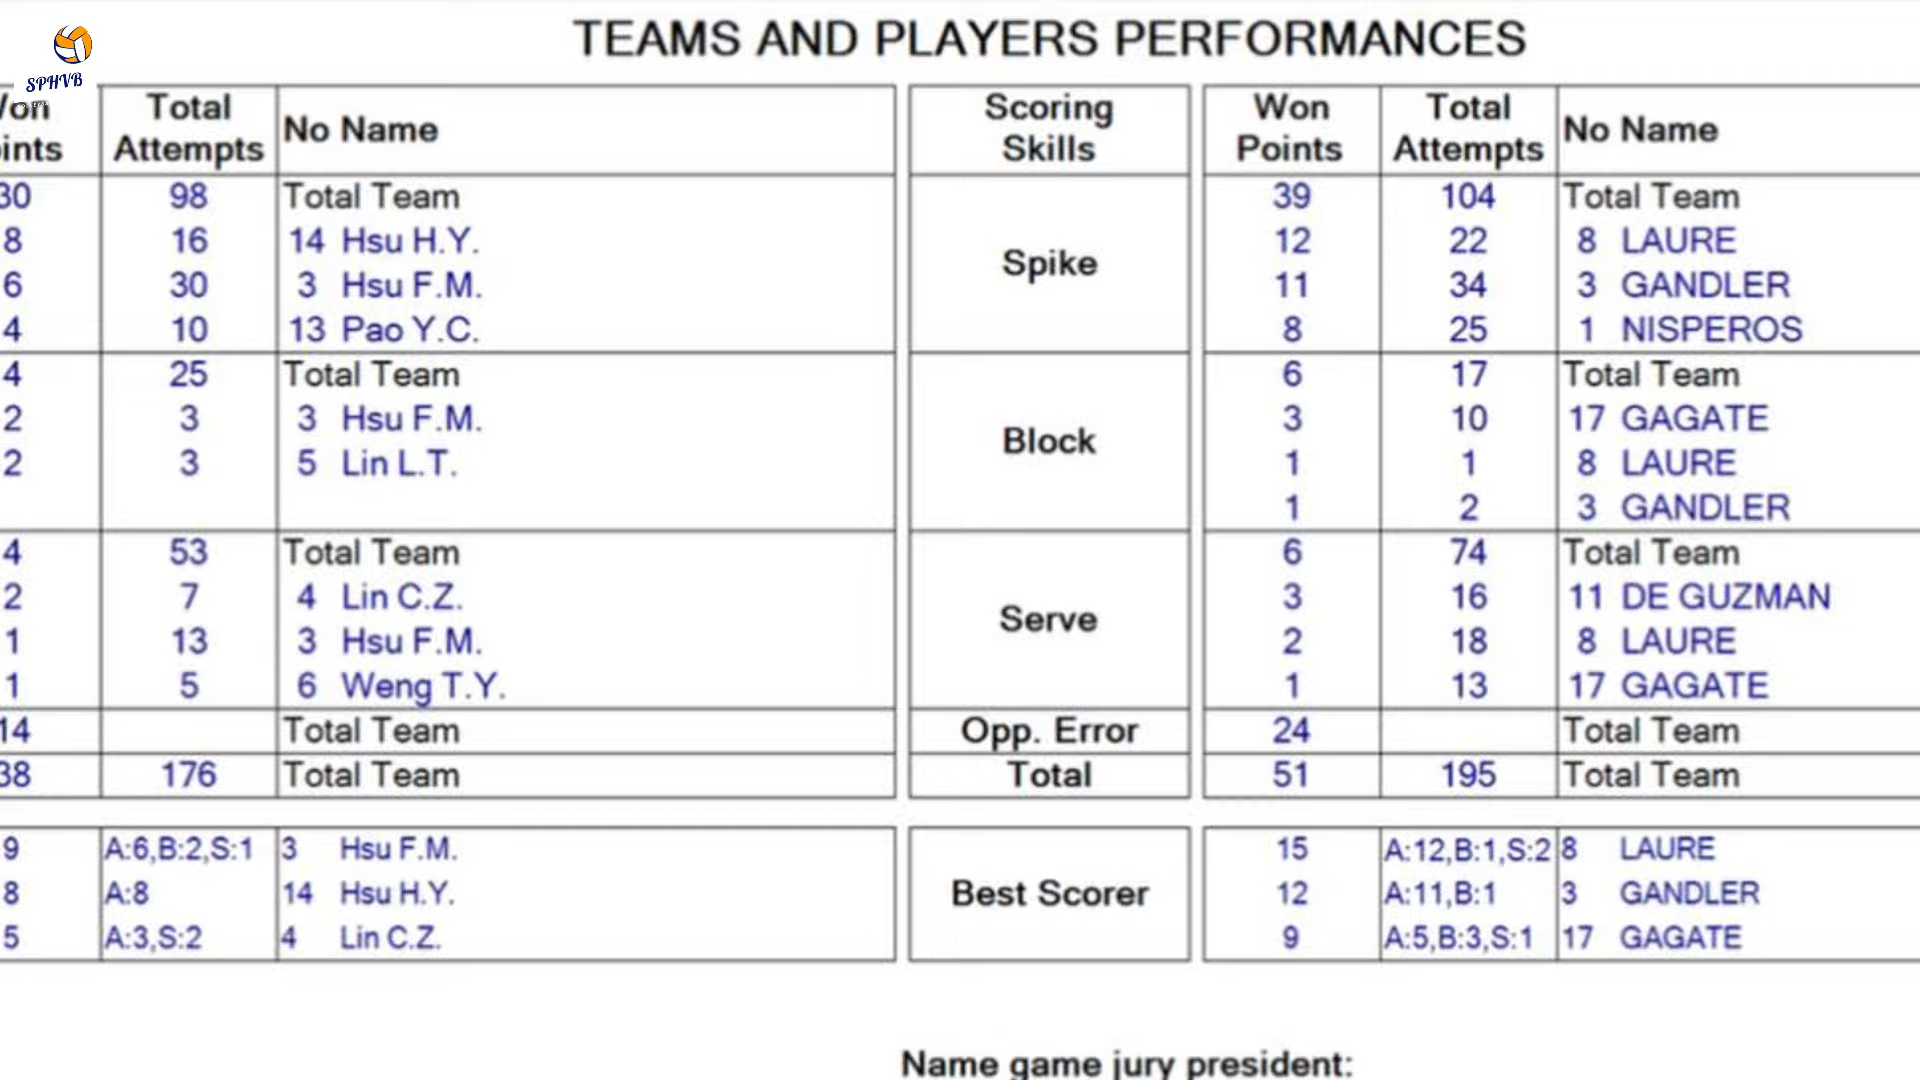 SPHVB
TEAMS AND PLAYERS PERFORMANCES
Won Points Total Attempts No Name Scoring Skills Won Points Total Attempts No Name
30 98 Total Team Spike 39 104 Total Team
8 16 14 Hsu H.Y. 12 22 8 LAURE
6 30 3 Hsu F.M. 11 34 3 GANDLER
4 10 13 Pao Y.C. 8 25 1 NISPEROS
4 25 Total Team Block 6 17 Total Team
2 3 3 Hsu F.M. 3 10 17 GAGATE
2 3 5 Lin L.T. 1 1 8 LAURE
1 2 3 GANDLER
4 53 Total Team Serve 6 74 Total Team
2 7 4 Lin C.Z. 3 16 11 DE GUZMAN
1 13 3 Hsu F.M. 2 18 8 LAURE
1 5 6 Weng T.Y. 1 13 17 GAGATE
14 Total Team Opp. Error 24 Total Team
38 176 Total Team Total 51 195 Total Team
9 A:6,B:2,S:1 3 Hsu F.M. Best Scorer 15 A:12,B:1,S:2 8 LAURE
8 A:8 14 Hsu H.Y. 12 A:11,B:1 3 GANDLER
5 A:3,S:2 4 Lin C.Z. 9 A:5,B:3,S:1 17 GAGATE
Name game jury president: